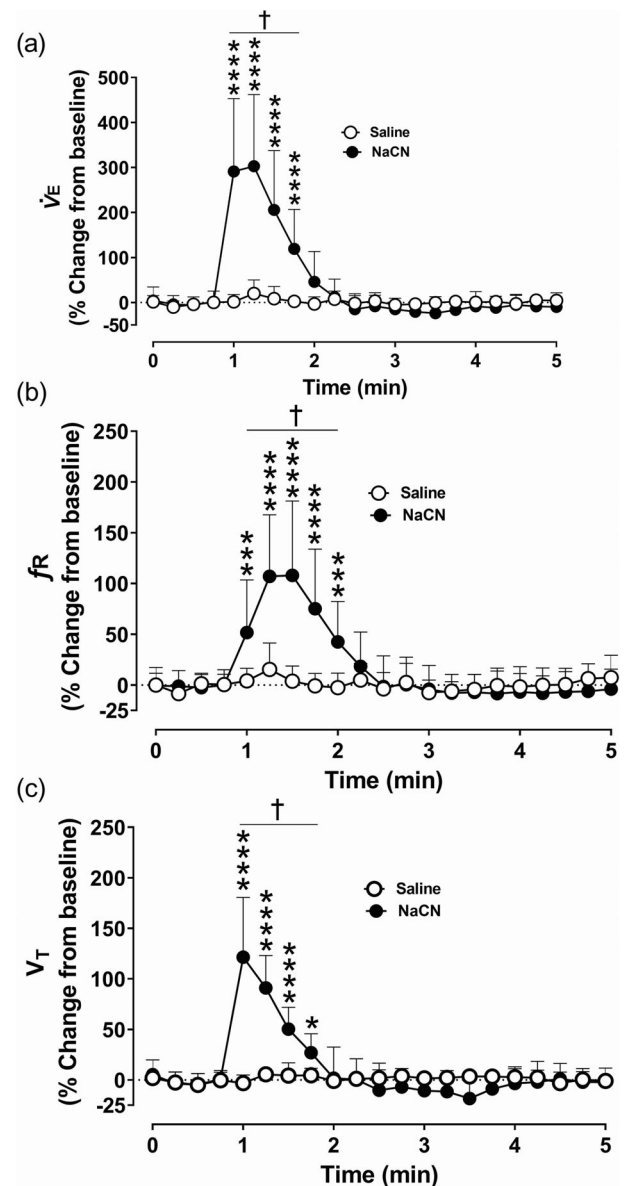 (a)
†
****
****
****
****
500
400
300
200
100
0
-50
V̇E
(% Change from baseline)
Saline
NaCN
0 1 2 3 4 5
Time (min)
(b)
†
***
****
****
****
***
250
200
150
100
50
0
-25
fR
(% Change from baseline)
Saline
NaCN
0 1 2 3 4 5
Time (min)
(c)
†
****
****
****
*
250
200
150
100
50
0
-25
VT
(% Change from baseline)
Saline
NaCN
0 1 2 3 4 5
Time (min)